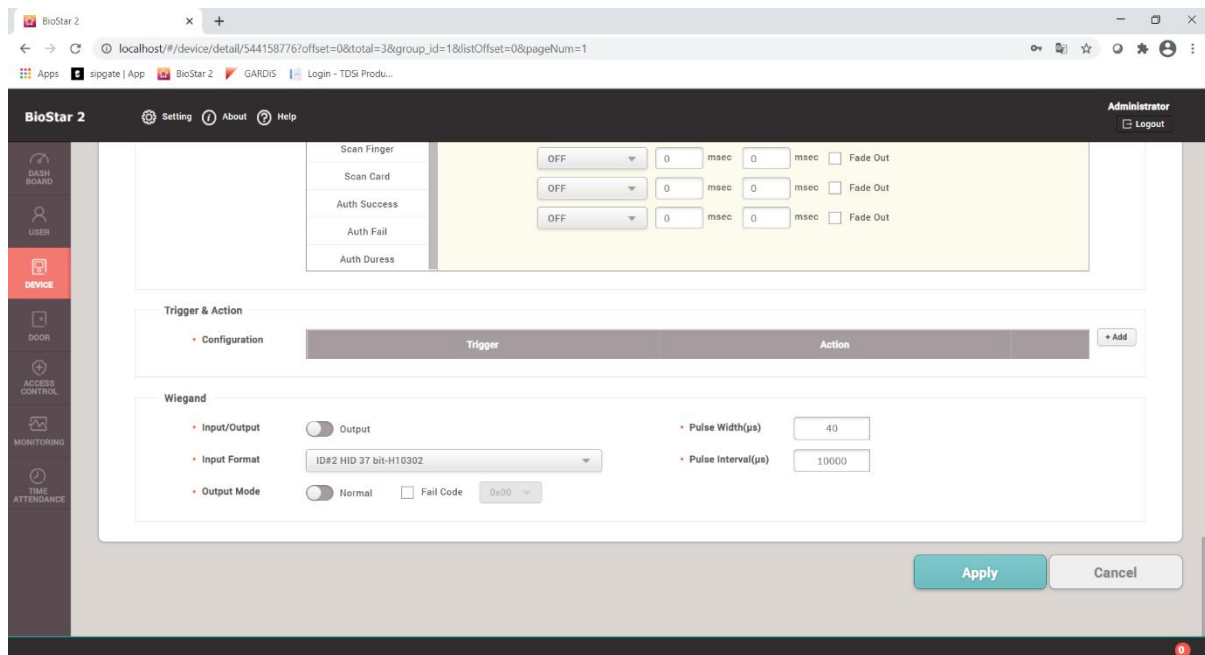 BioStar 2
localhost/#/device/detail/544158776?offset=0&total=3&group_id=1&listOffset=0&pageNum=1
Apps sipgate | App BioStar 2 GARDiS Login - TDSi Produ...
BioStar 2 Setting About Help
Administrator
Logout
DASH
BOARD
USER
DEVICE
DOOR
ACCESS
CONTROL
MONITORING
TIME
ATTENDANCE
Scan Finger
Scan Card
Auth Success
Auth Fail
Auth Duress
OFF 0 msec 0 msec Fade Out
OFF 0 msec 0 msec Fade Out
OFF 0 msec 0 msec Fade Out
Trigger & Action
Configuration Trigger Action + Add
Wiegand
Input/Output Output Pulse Width(μs) 40
Input Format ID#2 HID 37 bit-H10302 Pulse Interval(μs) 10000
Output Mode Normal Fail Code 0x00
Apply Cancel
0